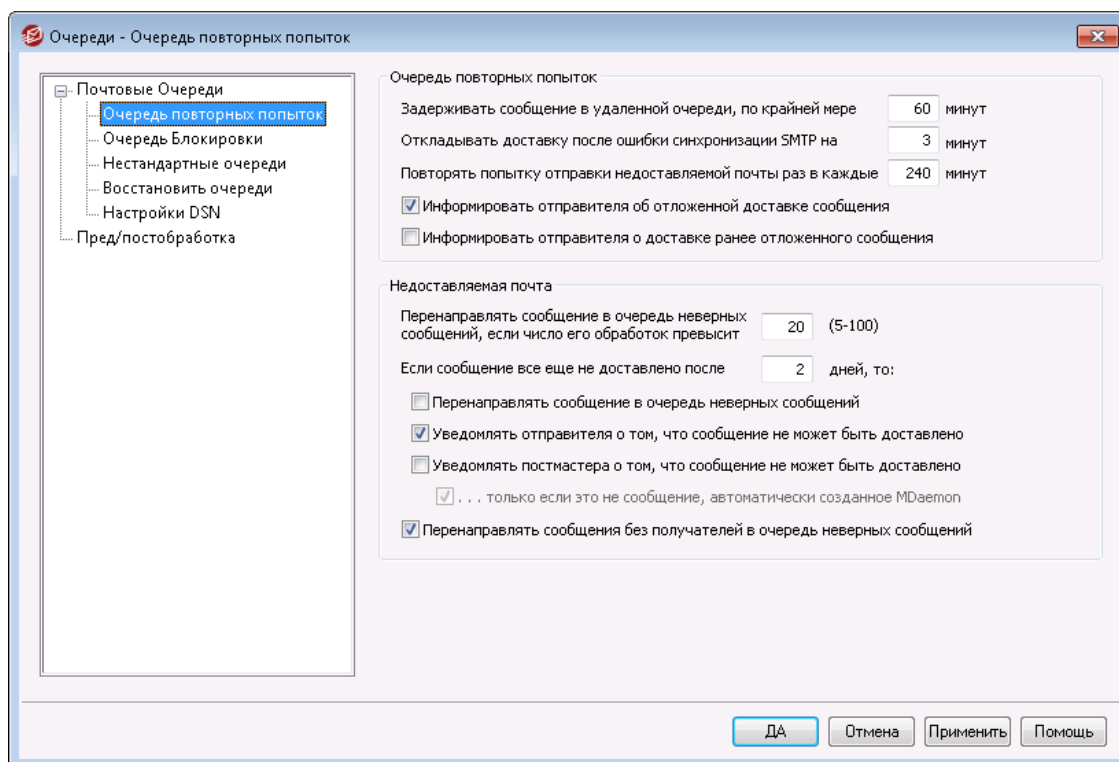 Очереди - Очередь повторных попыток
Почтовые Очереди
Очередь повторных попыток
Очередь Блокировки
Нестандартные очереди
Восстановить очереди
Настройки DSN
Пред/постобработка
Очередь повторных попыток
Задерживать сообщение в удаленной очереди, по крайней мере 60 минут
Откладывать доставку после ошибки синхронизации SMTP на 3 минут
Повторять попытку отправки недоставляемой почты раз в каждые 240 минут
Информировать отправителя об отложенной доставке сообщения
Информировать отправителя о доставке ранее отложенного сообщения
Недоставляемая почта
Перенаправлять сообщение в очередь неверных
сообщений, если число его обработок превысит 20 (5-100)
Если сообщение все еще не доставлено после 2 дней, то:
Перенаправлять сообщение в очередь неверных сообщений
Уведомлять отправителя о том, что сообщение не может быть доставлено
Уведомлять постмастера о том, что сообщение не может быть доставлено
. . . только если это не сообщение, автоматически созданное MDaemon
Перенаправлять сообщения без получателей в очередь неверных сообщений
ДА Отмена Применить Помощь